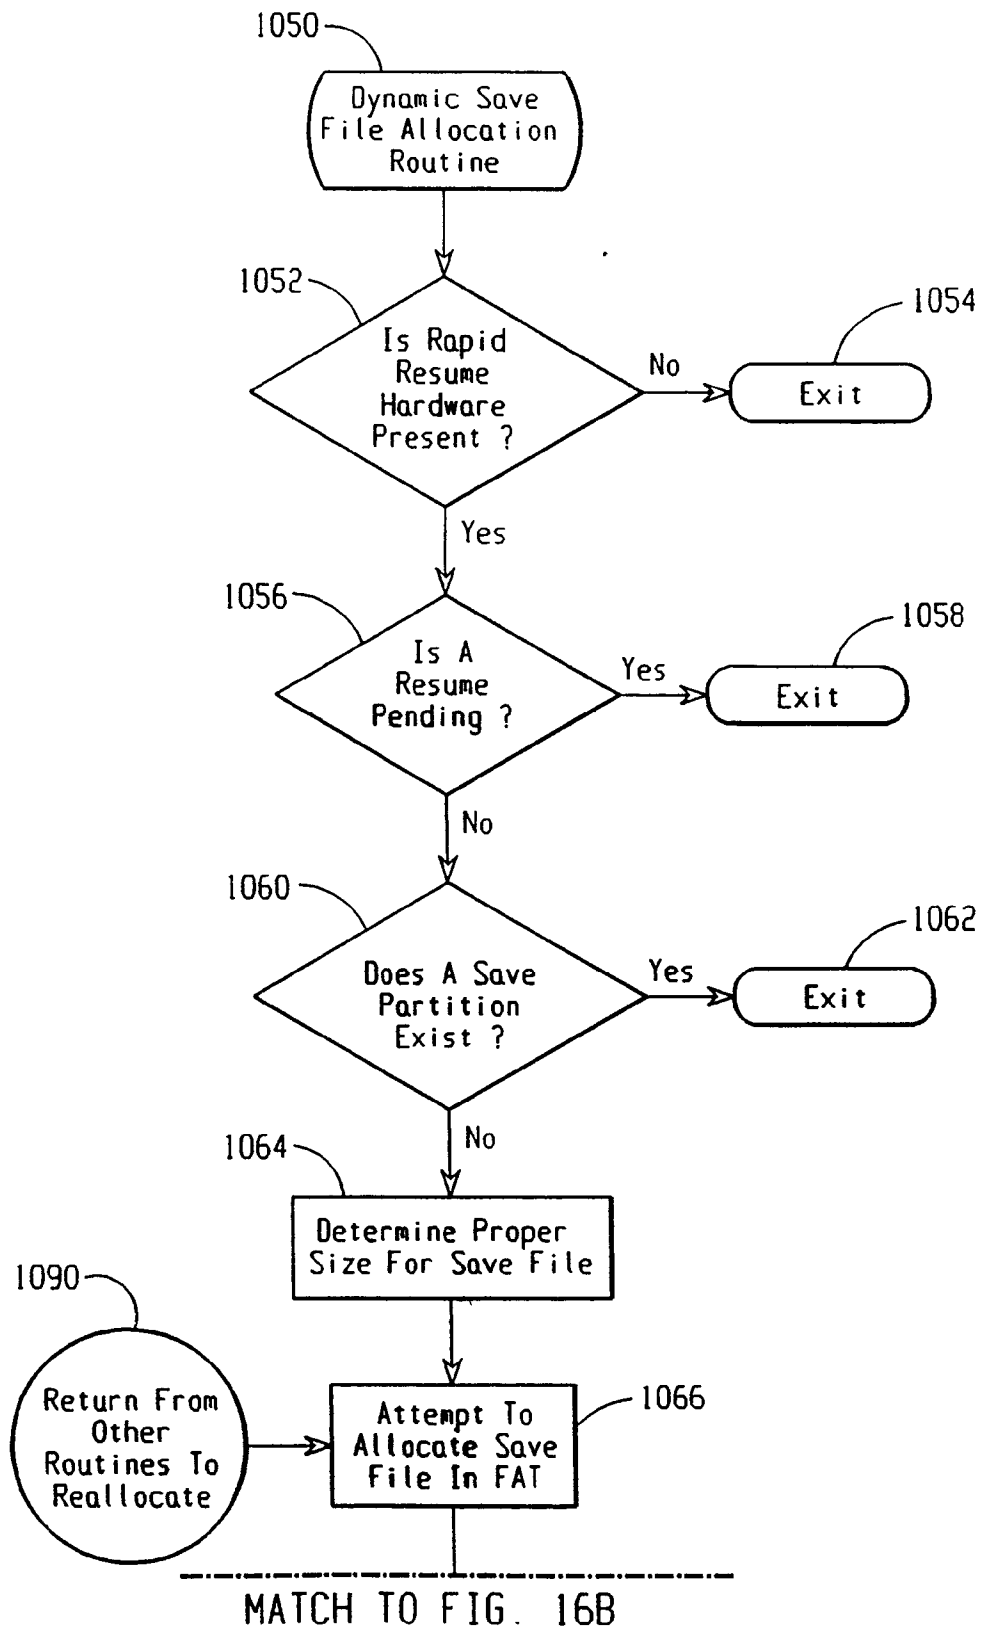 1050
Dynamic Save
File Allocation
Routine
1052
Is Rapid
Resume
Hardware
Present ?
No
1054
Exit
Yes
1056
Is A
Resume
Pending ?
Yes
1058
Exit
No
1060
Does A Save
Partition
Exist ?
Yes
1062
Exit
No
1064
Determine Proper
Size For Save File
1090
Return From
Other
Routines To
Reallocate
1066
Attempt To
Allocate Save
File In FAT
MATCH TO FIG. 16B